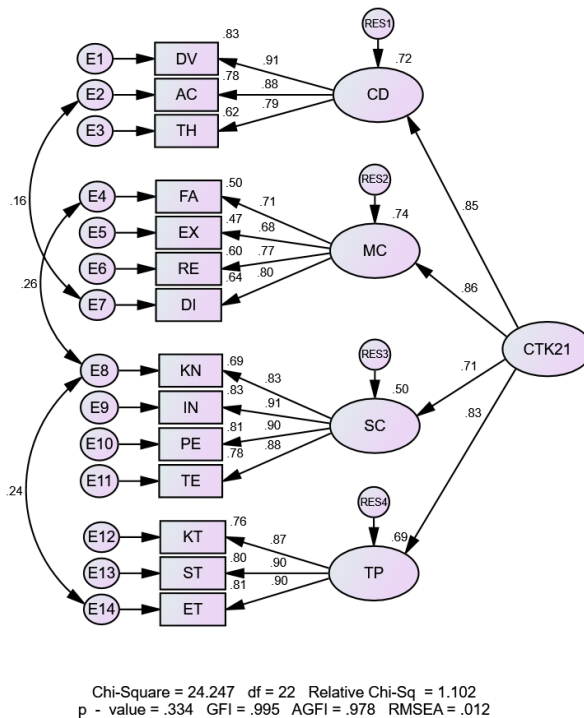 RES1
.83
.72
E1
DV
.91
.78
E2
AC
.88
CD
.79
.62
E3
TH
.16
RES2
.50
.74
E4
FA
.71
.85
.47
E5
EX
.68
MC
.60
E6
RE
.77
.64
.80
E7
DI
.26
.86
RES3
CTK21
.69
.50
.71
E8
KN
.83
.83
.83
E9
IN
.91
SC
.81
.90
E10
PE
.78
.88
E11
TE
.24
RES4
.76
.69
E12
KT
.87
.80
E13
ST
.90
TP
.81
.90
E14
ET
Chi-Square = 24.247 df = 22 Relative Chi-Sq = 1.102
p - value = .334 GFI = .995 AGFI = .978 RMSEA = .012